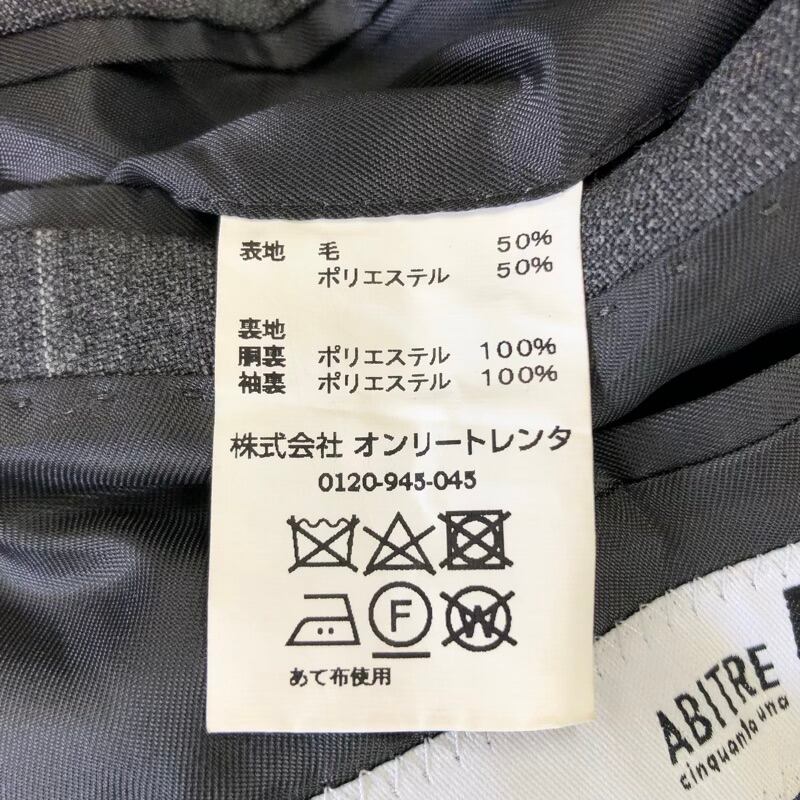 表地 毛 50%
ポリエステル 50%
裏地
胴裏 ポリエステル 100%
袖裏 ポリエステル 100%
株式会社 オンリートレンタ
0120-945-045
F
W
あて布使用
ABITRE
cinquanta una